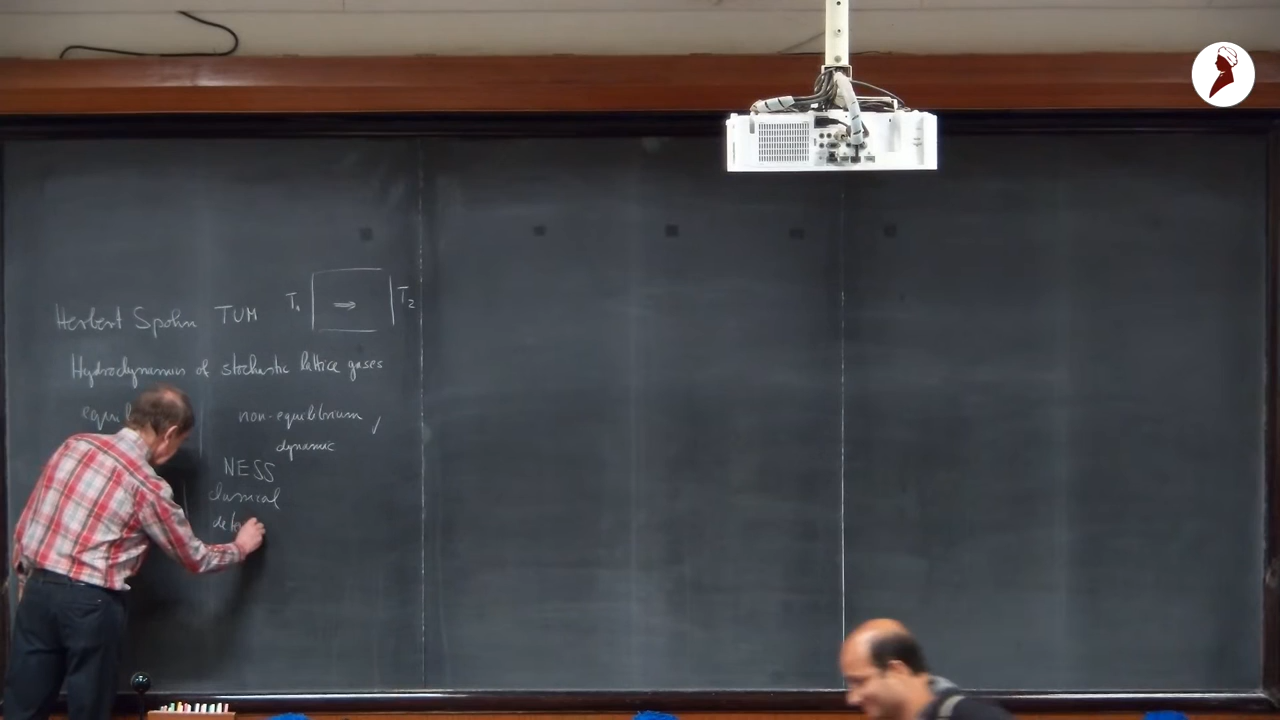 Herbert Spohn TUM
T₁ ⇒ T₂
Hydrodynamics of stochastic lattice gases
non-equilibrium,
dynamic
NESS
classical